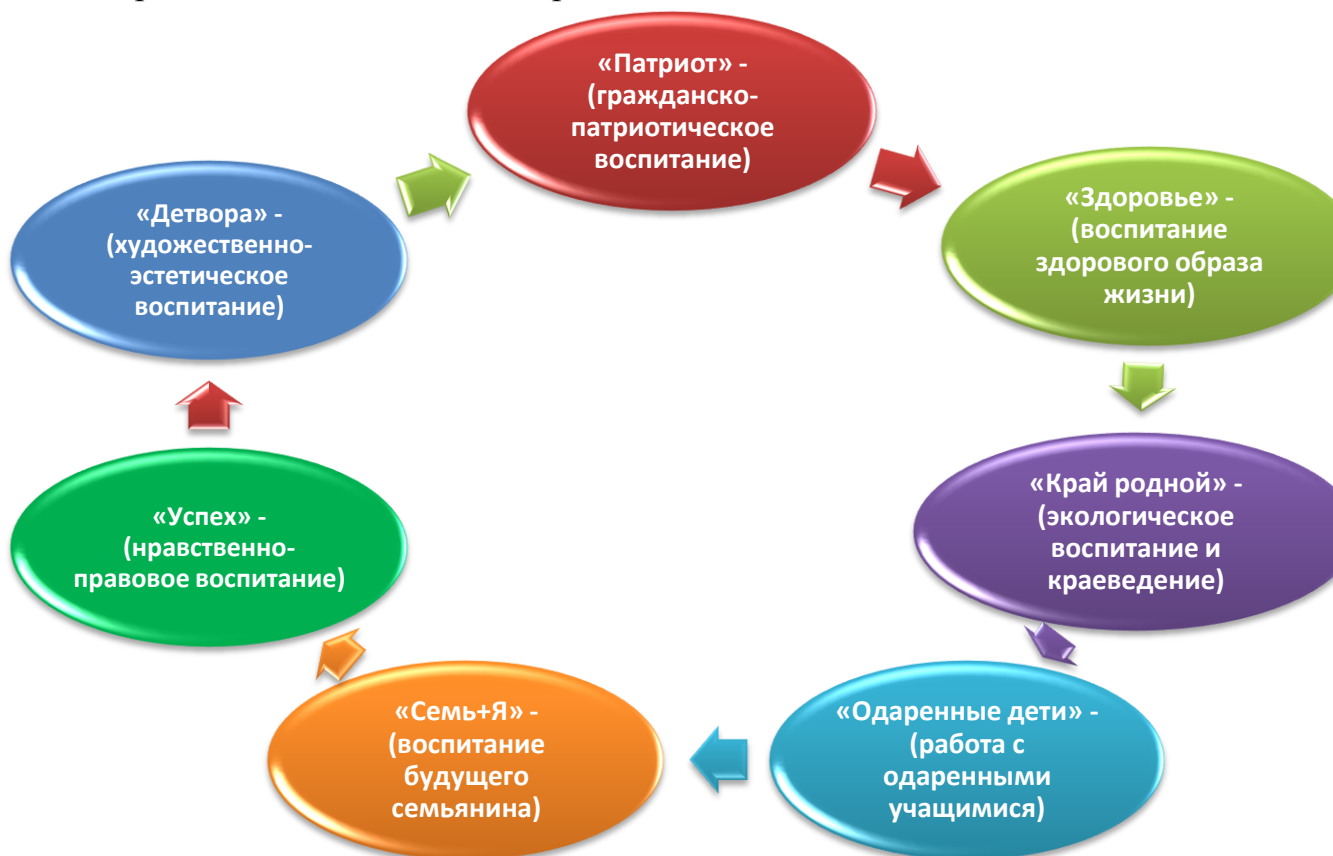 «Патриот» -
(гражданско-
патриотическое
воспитание)
«Здоровье» -
(воспитание
здорового образа
жизни)
«Край родной» -
(экологическое
воспитание и
краеведение)
«Одаренные дети» -
(работа с
одаренными
учащимися)
«Семь+Я» -
(воспитание
будущего
семьянина)
«Успех» -
(нравственно-
правовое воспитание)
«Детвора» -
(художественно-
эстетическое
воспитание)